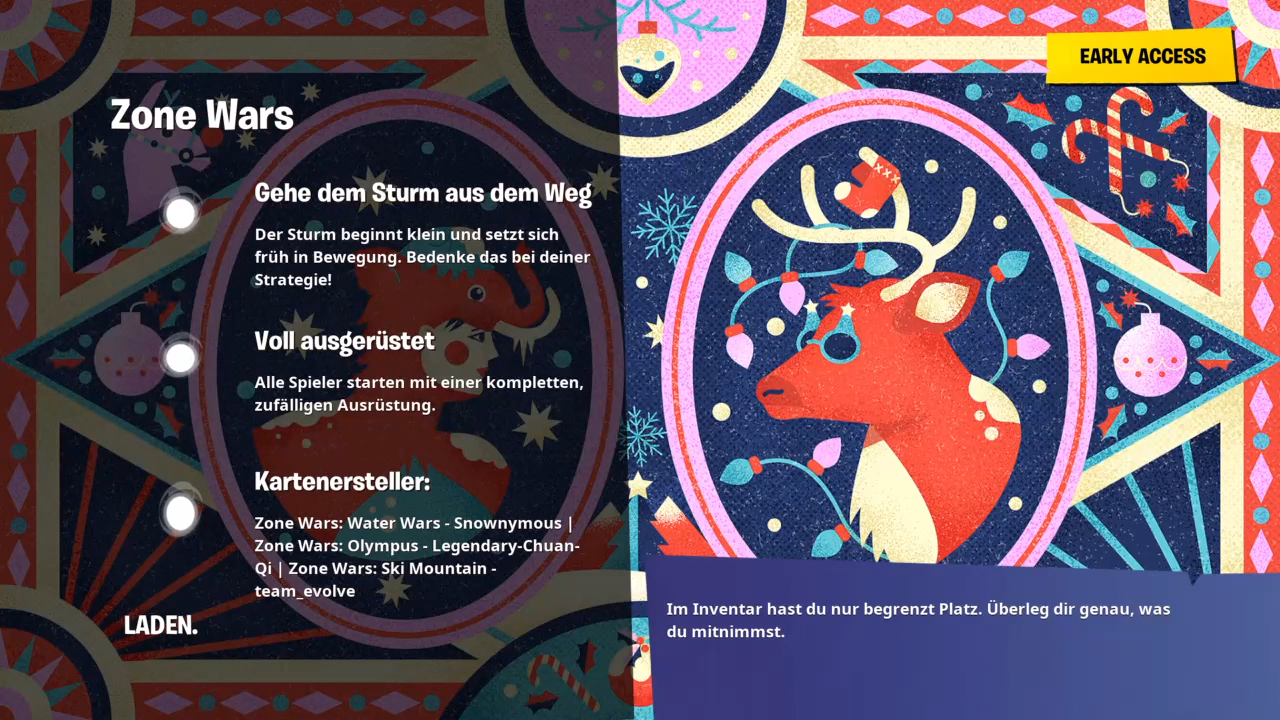 EARLY ACCESS
Zone Wars
Gehe dem Sturm aus dem Weg
Der Sturm beginnt klein und setzt sich
früh in Bewegung. Bedenke das bei deiner
Strategie!
Voll ausgerüstet
Alle Spieler starten mit einer kompletten,
zufälligen Ausrüstung.
Kartenersteller:
Zone Wars: Water Wars - Snownymous |
Zone Wars: Olympus - Legendary-Chuan-
Qi | Zone Wars: Ski Mountain -
team_evolve
LADEN.
Im Inventar hast du nur begrenzt Platz. Überleg dir genau, was
du mitnimmst.